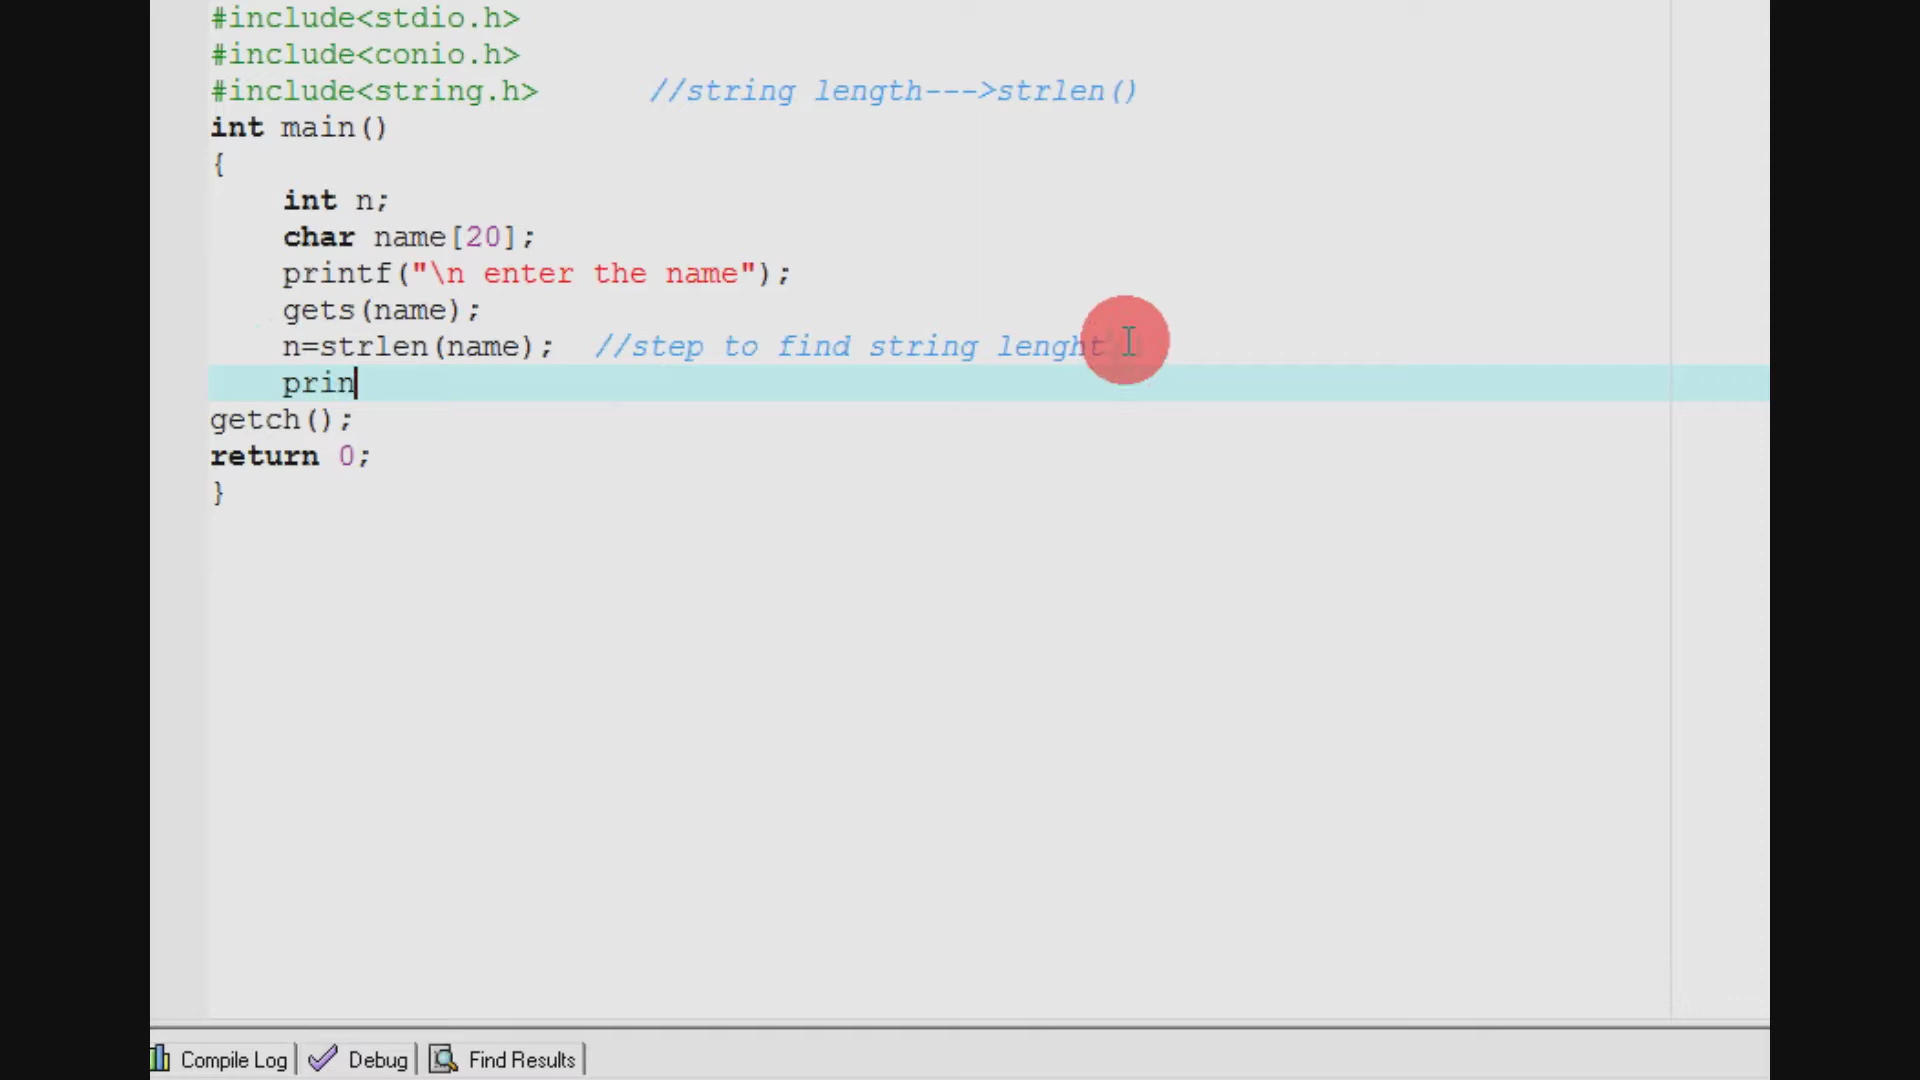 #include<stdio.h>
#include<conio.h>
#include<string.h> //string length--->strlen()
int main()
{
int n;
char name[20];
printf("\n enter the name");
gets(name);
n=strlen(name); //step to find string lenght
prin
getch();
return 0;
}
Compile Log Debug Find Results